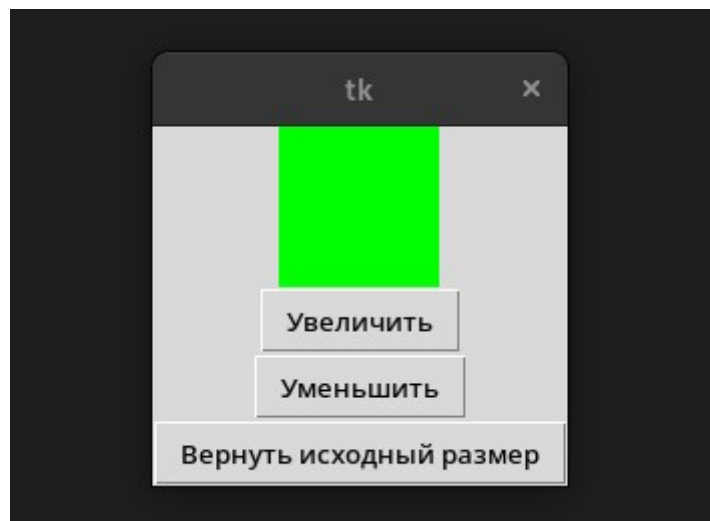 tk
Увеличить
Уменьшить
Вернуть исходный размер